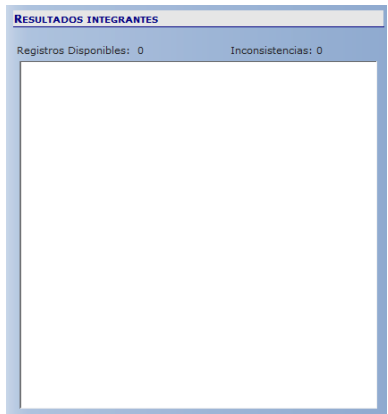 RESULTADOS INTEGRANTES
Registros Disponibles: 0 Inconsistencias: 0